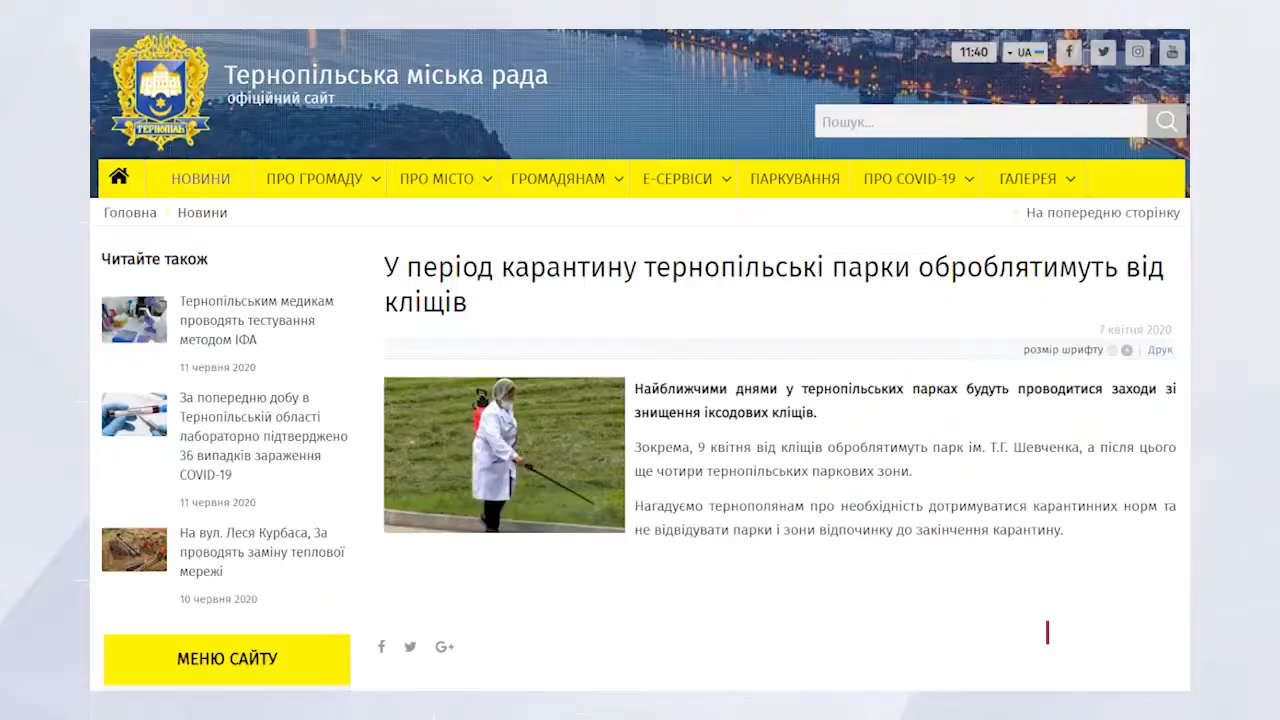 Тернопільська міська рада
офіційний сайт
ТЕРНОПІЛЬ
11:40
UA
Пошук...
НОВИНИ
ПРО ГРОМАДУ
ПРО МІСТО
ГРОМАДЯНАМ
Е-СЕРВІСИ
ПАРКУВАННЯ
ПРО COVID-19
ГАЛЕРЕЯ
Головна
Новини
На попередню сторінку
Читайте також
Тернопільським медикам
проводять тестування
методом ІФА
11 червня 2020
За попередню добу в
Тернопільській області
лабораторно підтверджено
36 випадків зараження
COVID-19
11 червня 2020
На вул. Леся Курбаса, 3а
проводять заміну теплової
мережі
10 червня 2020
МЕНЮ САЙТУ
У період карантину тернопільські парки оброблятимуть від
кліщів
7 квітня 2020
розмір шрифту
Друк
Найближчими днями у тернопільських парках будуть проводитися заходи зі
знищення іксодових кліщів.
Зокрема, 9 квітня від кліщів оброблятимуть парк ім. Т.Г. Шевченка, а після цього
ще чотири тернопільських паркових зони.
Нагадуємо тернополянам про необхідність дотримуватися карантинних норм та
не відвідувати парки і зони відпочинку до закінчення карантину.